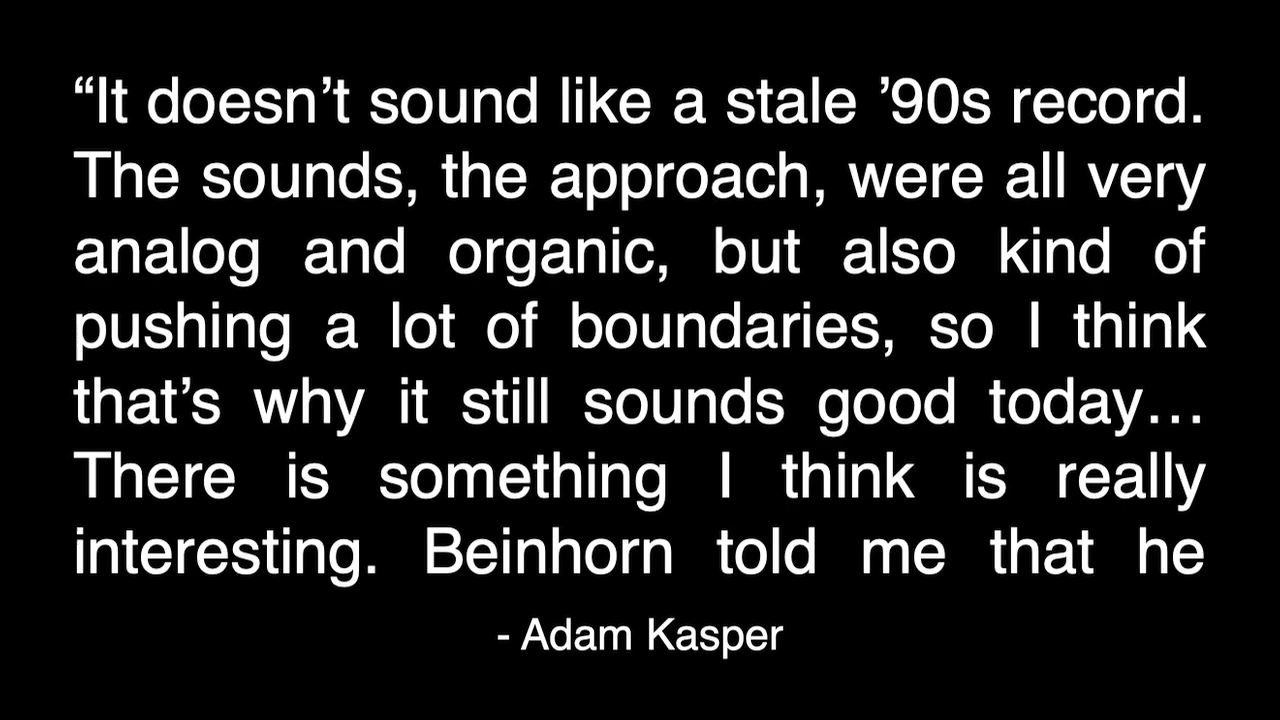 “It doesn’t sound like a stale ’90s record.
The sounds, the approach, were all very
analog and organic, but also kind of
pushing a lot of boundaries, so I think
that’s why it still sounds good today…
There is something I think is really
interesting. Beinhorn told me that he
- Adam Kasper